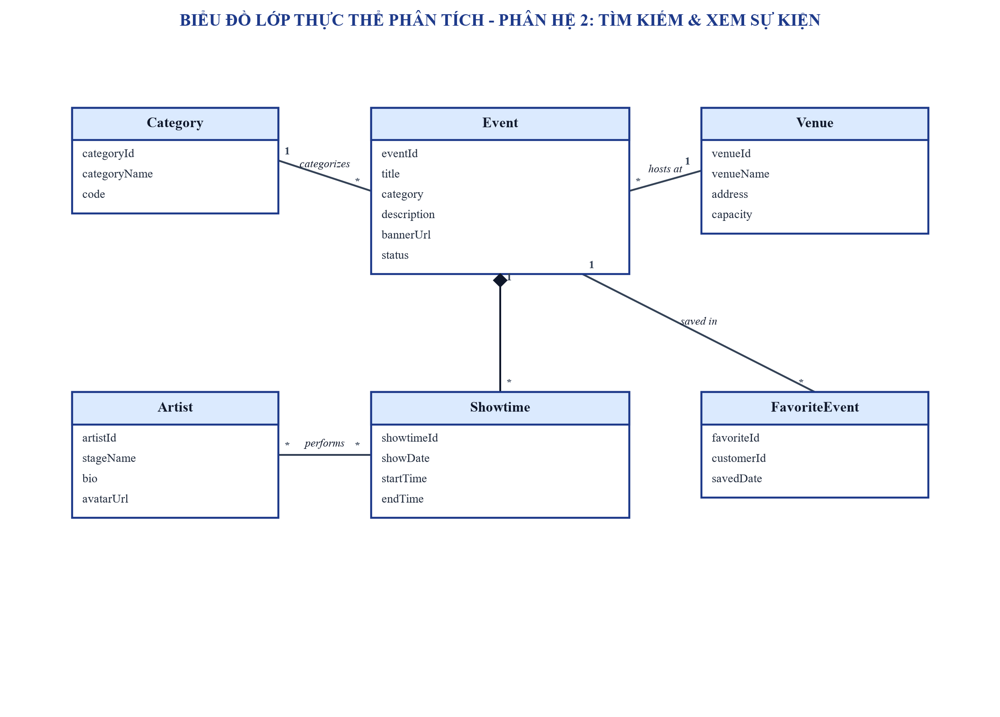 BIỂU ĐỒ LỚP THỰC THỂ PHÂN TÍCH - PHÂN HỆ 2: TÌM KIẾM & XEM SỰ KIỆN
Category
categoryId
categoryName
code
1
categorizes
*
Event
eventId
title
category
description
bannerUrl
status
*
hosts at
1
Venue
venueId
venueName
address
capacity
1
1
saved in
*
*
Artist
artistId
stageName
bio
avatarUrl
*
performs
*
Showtime
showtimeId
showDate
startTime
endTime
FavoriteEvent
favoriteId
customerId
savedDate